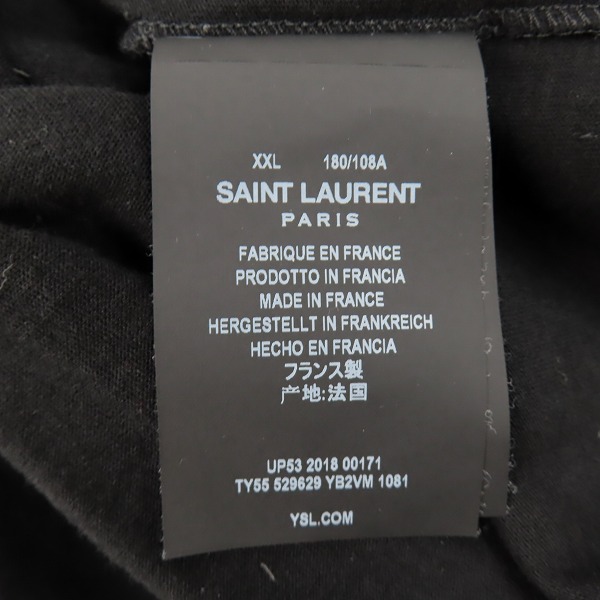 XXL 180/108A
SAINT LAURENT
PARIS
FABRIQUE EN FRANCE
PRODOTTO IN FRANCIA
MADE IN FRANCE
HERGESTELLT IN FRANKREICH
HECHO EN FRANCIA
フランス製
产地:法国
UP53 2018 00171
TY55 529629 YB2VM 1081
YSL.COM